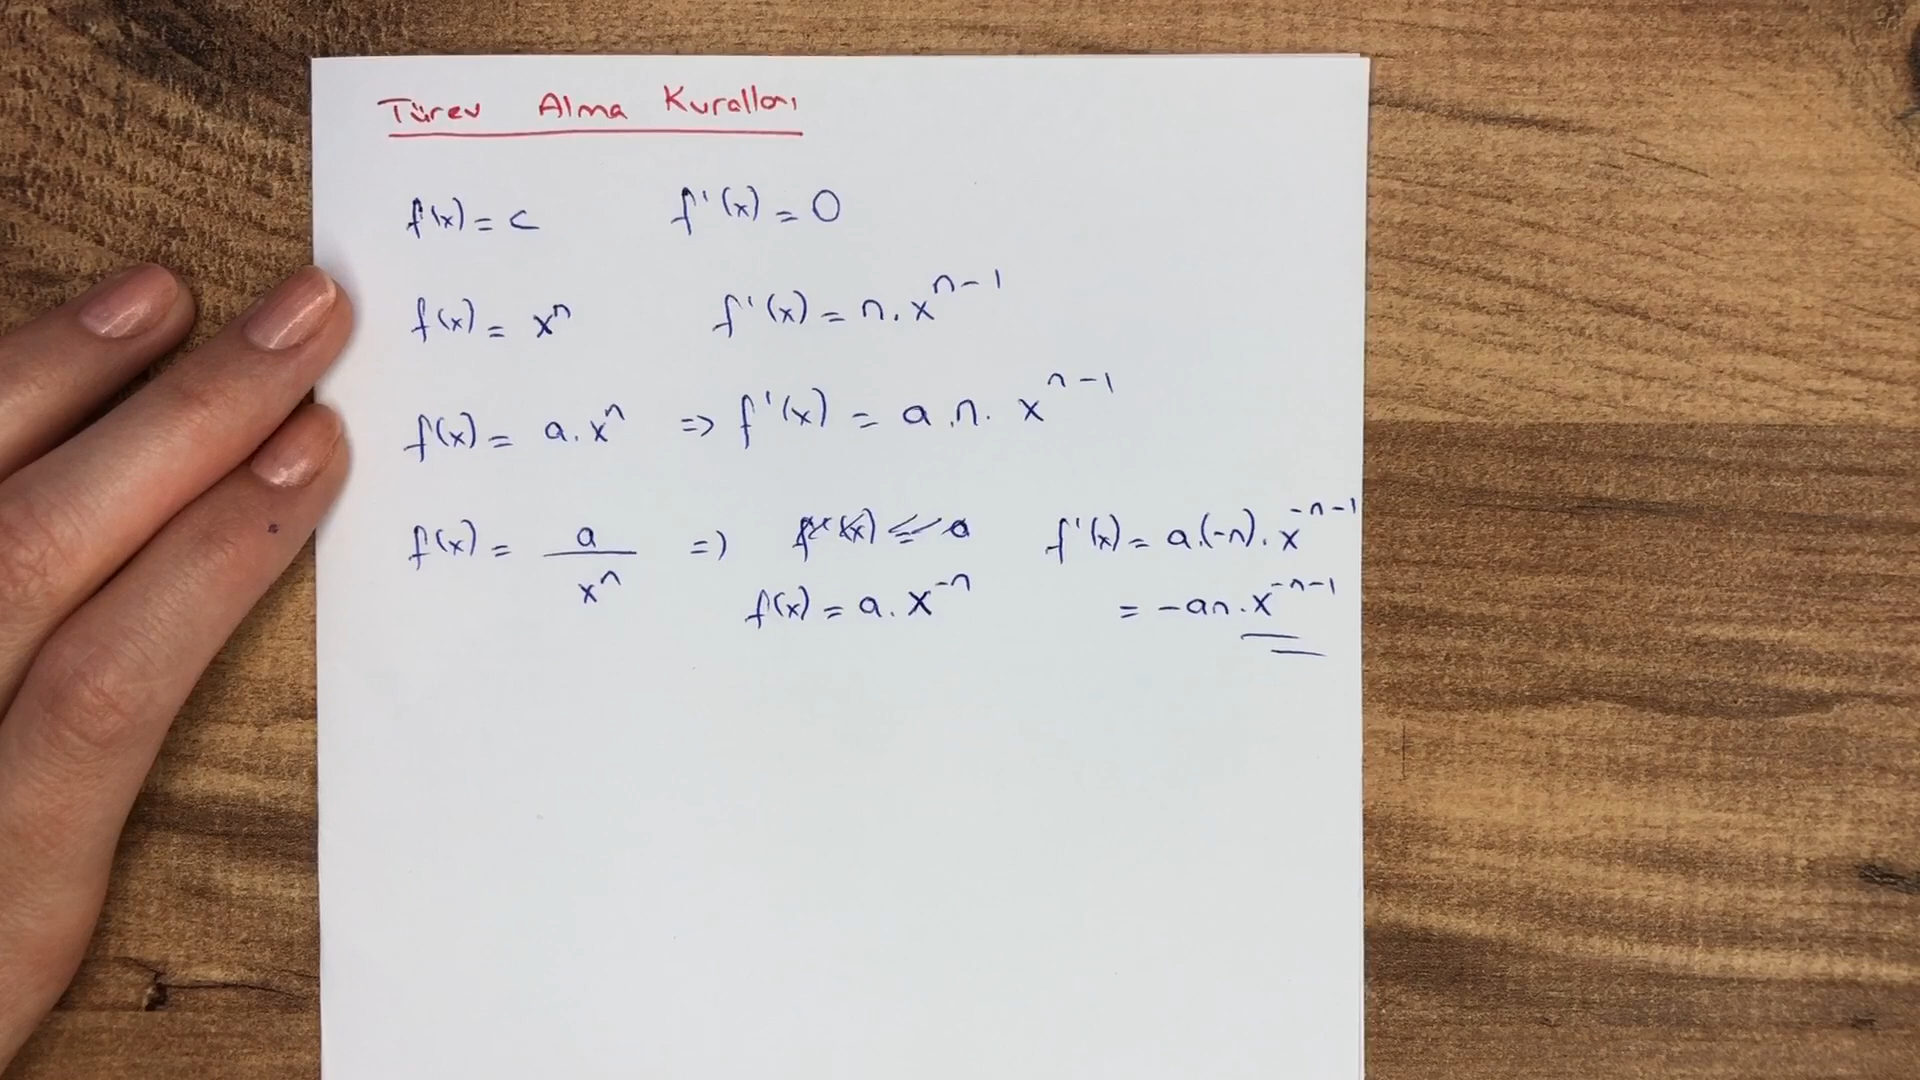 Türev Alma Kuralları
f(x) = c f'(x) = 0
f(x) = xⁿ f'(x) = n.xⁿ⁻¹
f(x) = a.xⁿ => f'(x) = a.n.xⁿ⁻¹
f(x) = a/xⁿ => f'(x) = a f'(x) = a.(-n).x⁻ⁿ⁻¹
f(x) = a.x⁻ⁿ = -an.x⁻ⁿ⁻¹